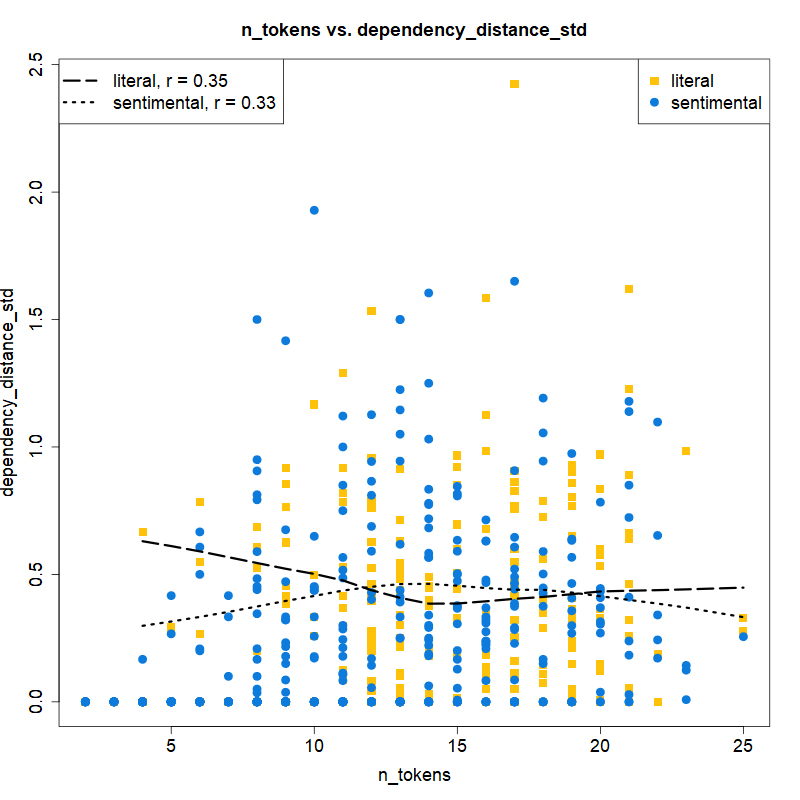 n_tokens vs. dependency_distance_std
literal, r = 0.35
sentimental, r = 0.33
literal
sentimental
dependency_distance_std
2.5
2.0
1.5
1.0
0.5
0.0
5 10 15 20 25
n_tokens